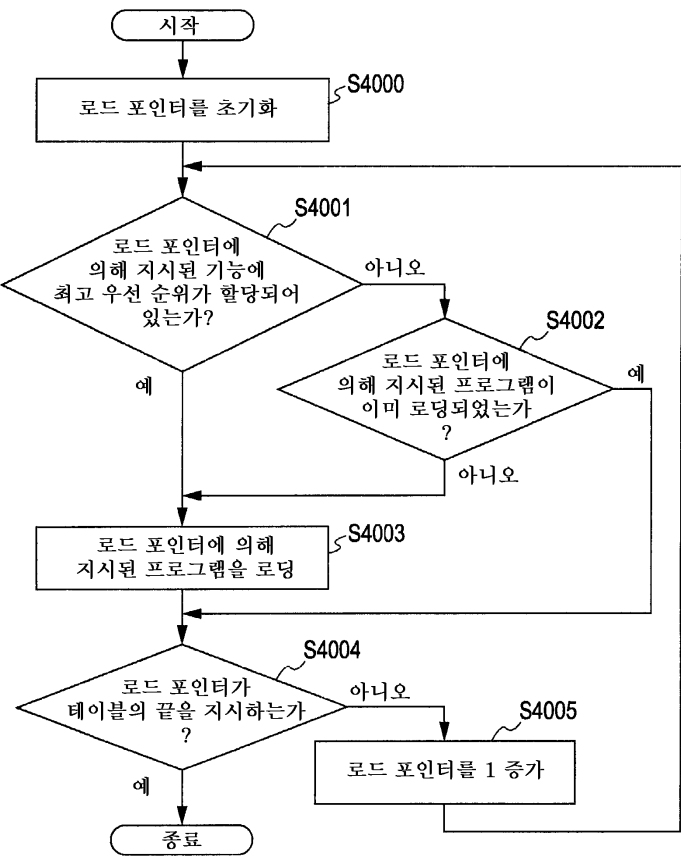 시작
로드 포인터를 초기화
S4000
S4001
로드 포인터에
의해 지시된 기능에
최고 우선 순위가 할당되어
있는가?
아니오
예
S4002
로드 포인터에
의해 지시된 프로그램이
이미 로딩되었는가
?
예
아니오
로드 포인터에 의해
지시된 프로그램을 로딩
S4003
S4004
로드 포인터가
테이블의 끝을 지시하는가
?
아니오
예
S4005
로드 포인터를 1 증가
종료